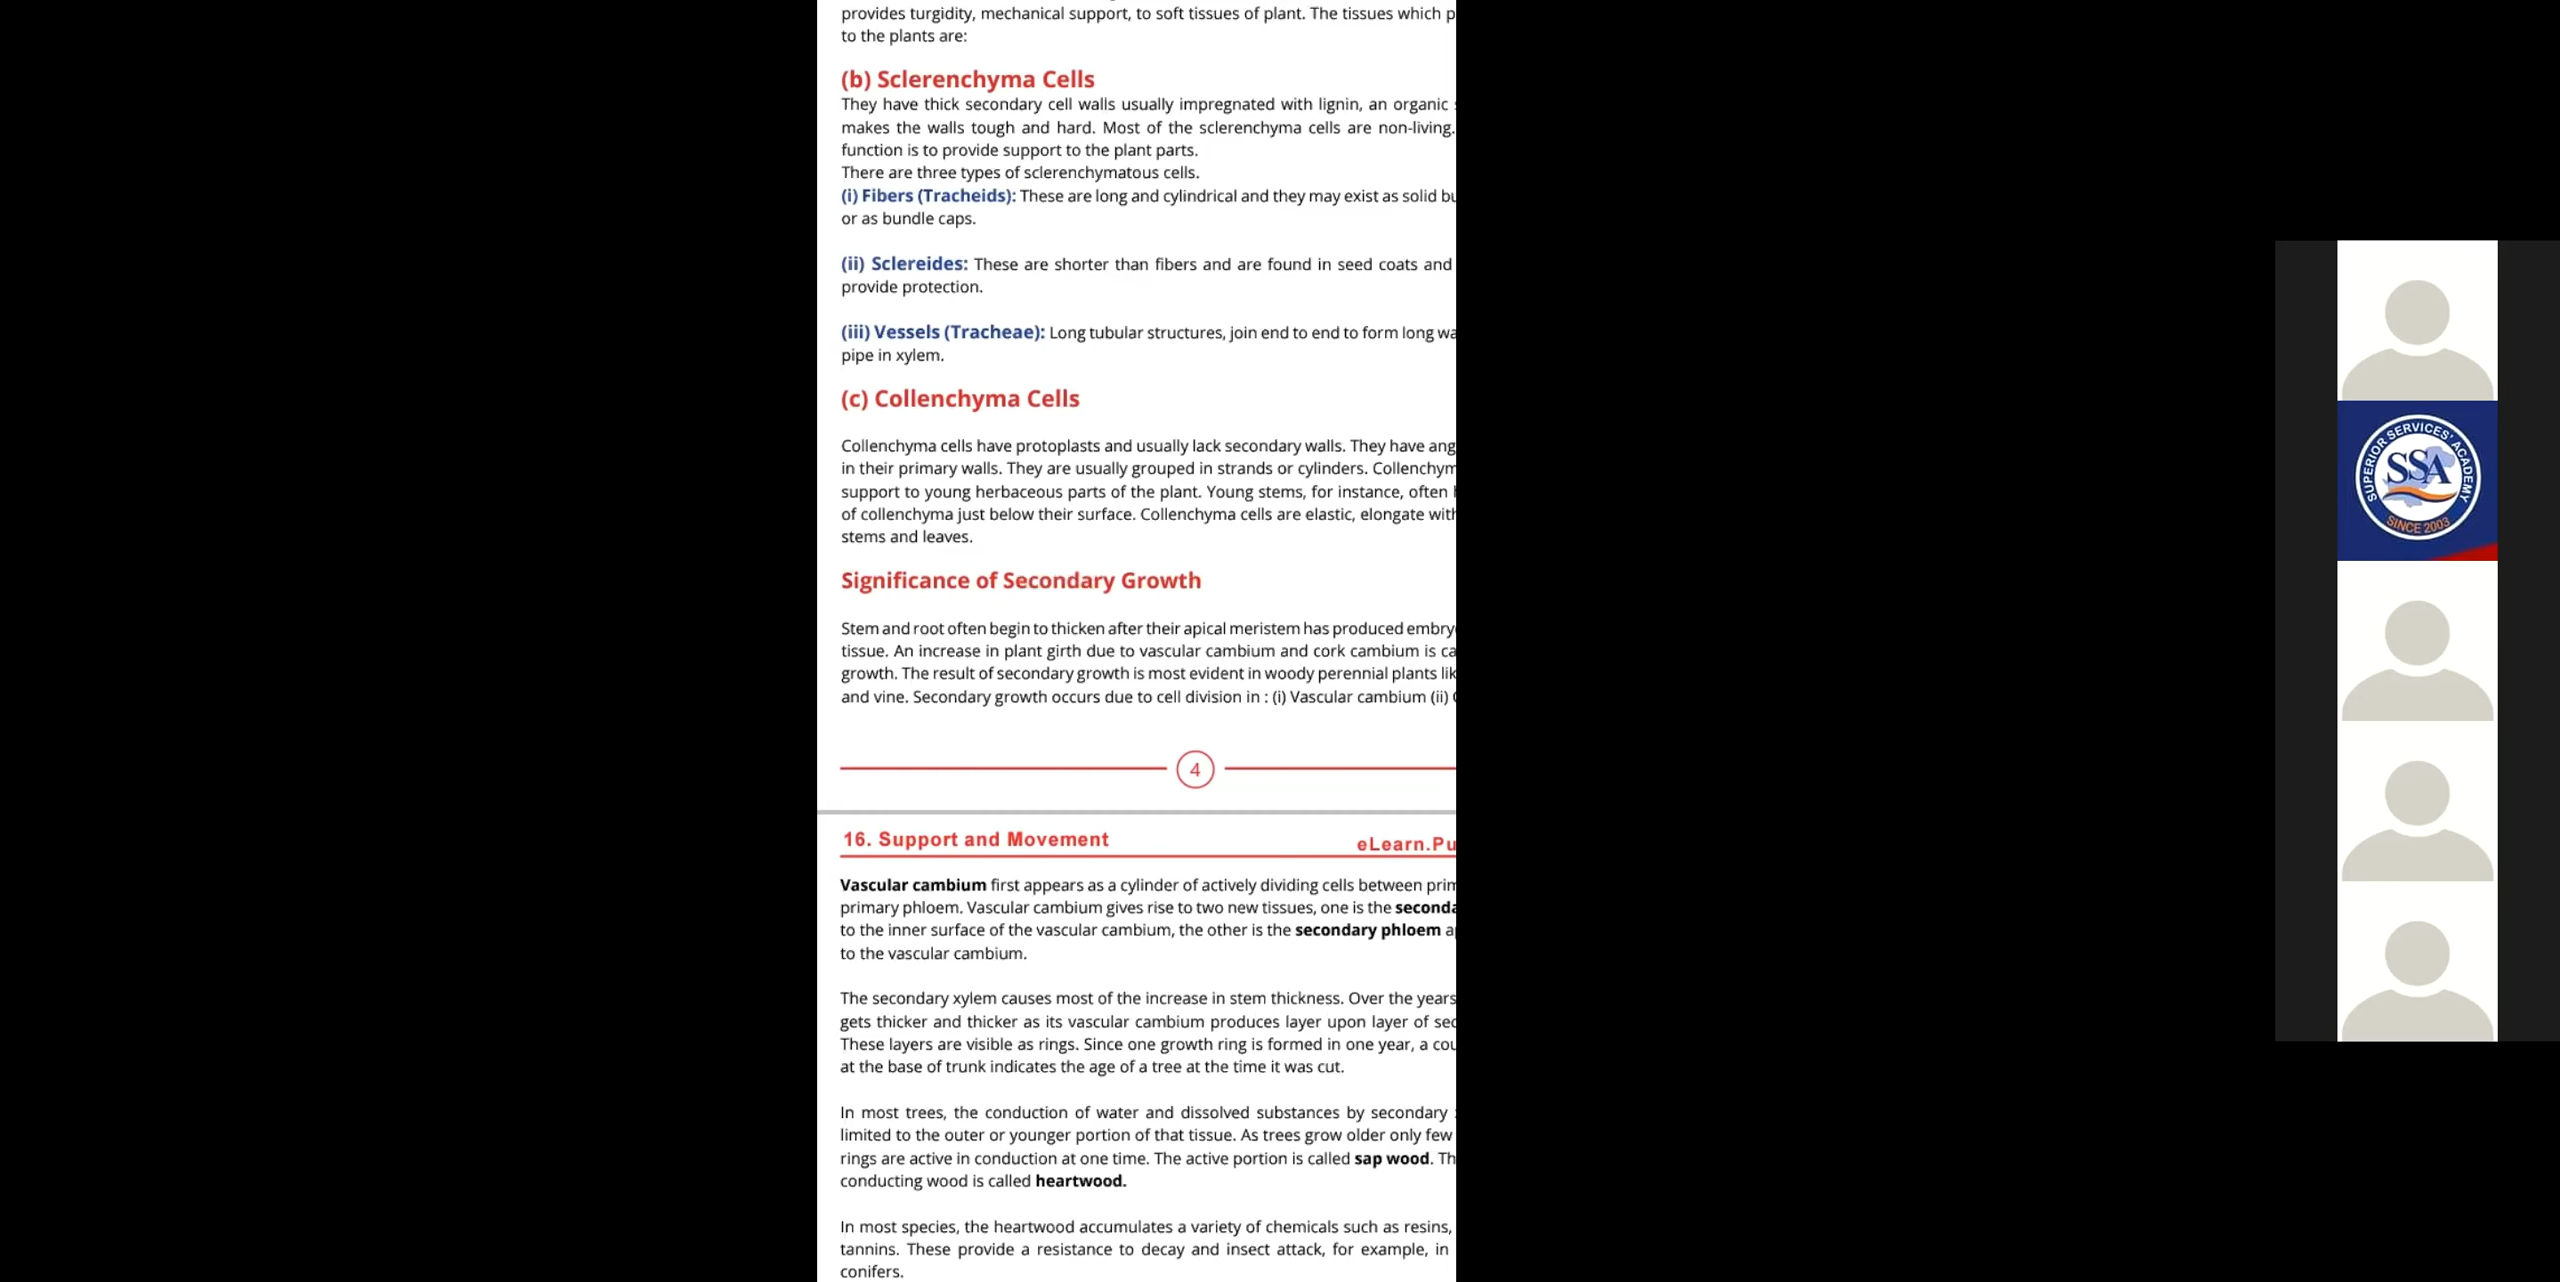 provides turgidity, mechanical support, to soft tissues of plant. The tissues which p
to the plants are:
(b) Sclerenchyma Cells
They have thick secondary cell walls usually impregnated with lignin, an organic
makes the walls tough and hard. Most of the sclerenchyma cells are non-living.
function is to provide support to the plant parts.
There are three types of sclerenchymatous cells.
(i) Fibers (Tracheids): These are long and cylindrical and they may exist as solid bu
or as bundle caps.
(ii) Sclereides: These are shorter than fibers and are found in seed coats and
provide protection.
(iii) Vessels (Tracheae): Long tubular structures, join end to end to form long wa
pipe in xylem.
(c) Collenchyma Cells
Collenchyma cells have protoplasts and usually lack secondary walls. They have ang
in their primary walls. They are usually grouped in strands or cylinders. Collenchym
support to young herbaceous parts of the plant. Young stems, for instance, often
of collenchyma just below their surface. Collenchyma cells are elastic, elongate with
stems and leaves.
Significance of Secondary Growth
Stem and root often begin to thicken after their apical meristem has produced embry
tissue. An increase in plant girth due to vascular cambium and cork cambium is ca
growth. The result of secondary growth is most evident in woody perennial plants lik
and vine. Secondary growth occurs due to cell division in : (i) Vascular cambium (ii)
4
16. Support and Movement
eLearn.Pu
Vascular cambium first appears as a cylinder of actively dividing cells between prim
primary phloem. Vascular cambium gives rise to two new tissues, one is the seconda
to the inner surface of the vascular cambium, the other is the secondary phloem a
to the vascular cambium.
The secondary xylem causes most of the increase in stem thickness. Over the years
gets thicker and thicker as its vascular cambium produces layer upon layer of sec
These layers are visible as rings. Since one growth ring is formed in one year, a cou
at the base of trunk indicates the age of a tree at the time it was cut.
In most trees, the conduction of water and dissolved substances by secondary
limited to the outer or younger portion of that tissue. As trees grow older only few
rings are active in conduction at one time. The active portion is called sap wood. Th
conducting wood is called heartwood.
In most species, the heartwood accumulates a variety of chemicals such as resins,
tannins. These provide a resistance to decay and insect attack, for example, in
conifers.
SUPERIOR SERVICES' ACADEMY
SSA
SINCE 2003